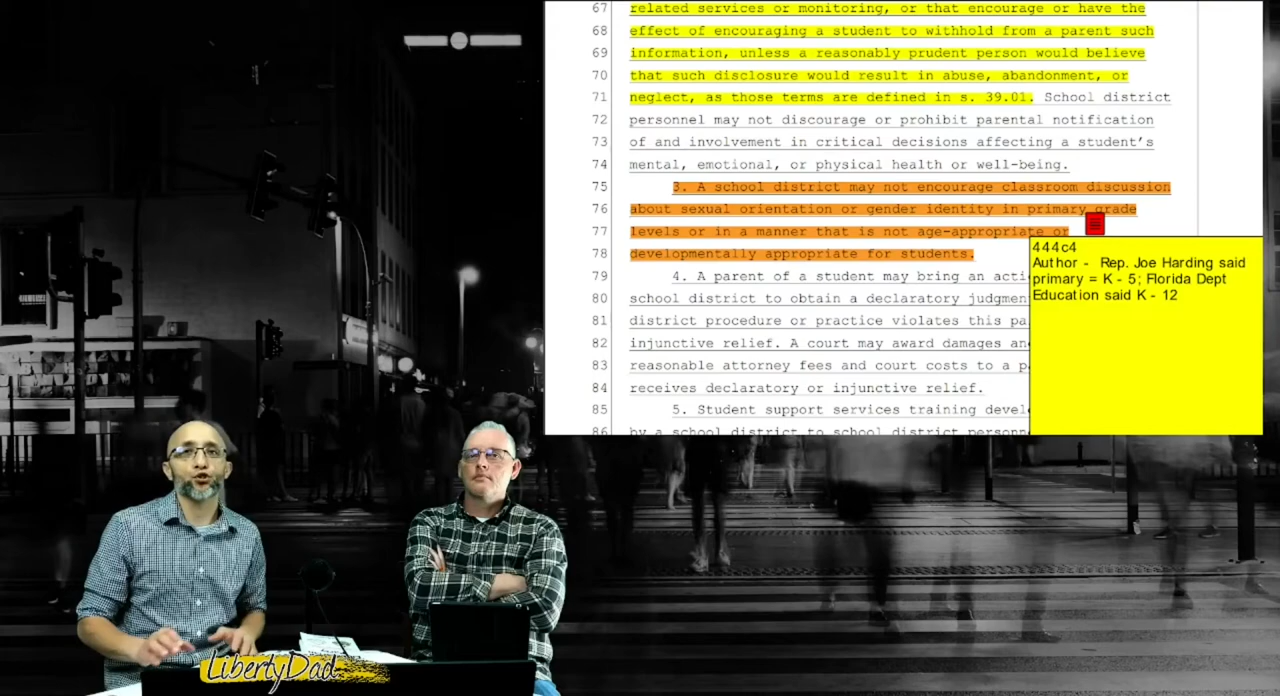 67 related services or monitoring, or that encourage or have the
68 effect of encouraging a student to withhold from a parent such
69 information, unless a reasonably prudent person would believe
70 that such disclosure would result in abuse, abandonment, or
71 neglect, as those terms are defined in s. 39.01. School district
72 personnel may not discourage or prohibit parental notification
73 of and involvement in critical decisions affecting a student's
74 mental, emotional, or physical health or well-being.
75 3. A school district may not encourage classroom discussion
76 about sexual orientation or gender identity in primary grade
77 levels or in a manner that is not age-appropriate or
78 developmentally appropriate for students.
79 4. A parent of a student may bring an acti
80 school district to obtain a declaratory judgmen
81 district procedure or practice violates this pa
82 injunctive relief. A court may award damages an
83 reasonable attorney fees and court costs to a p
84 receives declaratory or injunctive relief.
85 5. Student support services training devel
86 by a school district to school district personn
444c4
Author - Rep. Joe Harding said
primary = K - 5; Florida Dept
Education said K - 12
LibertyDad